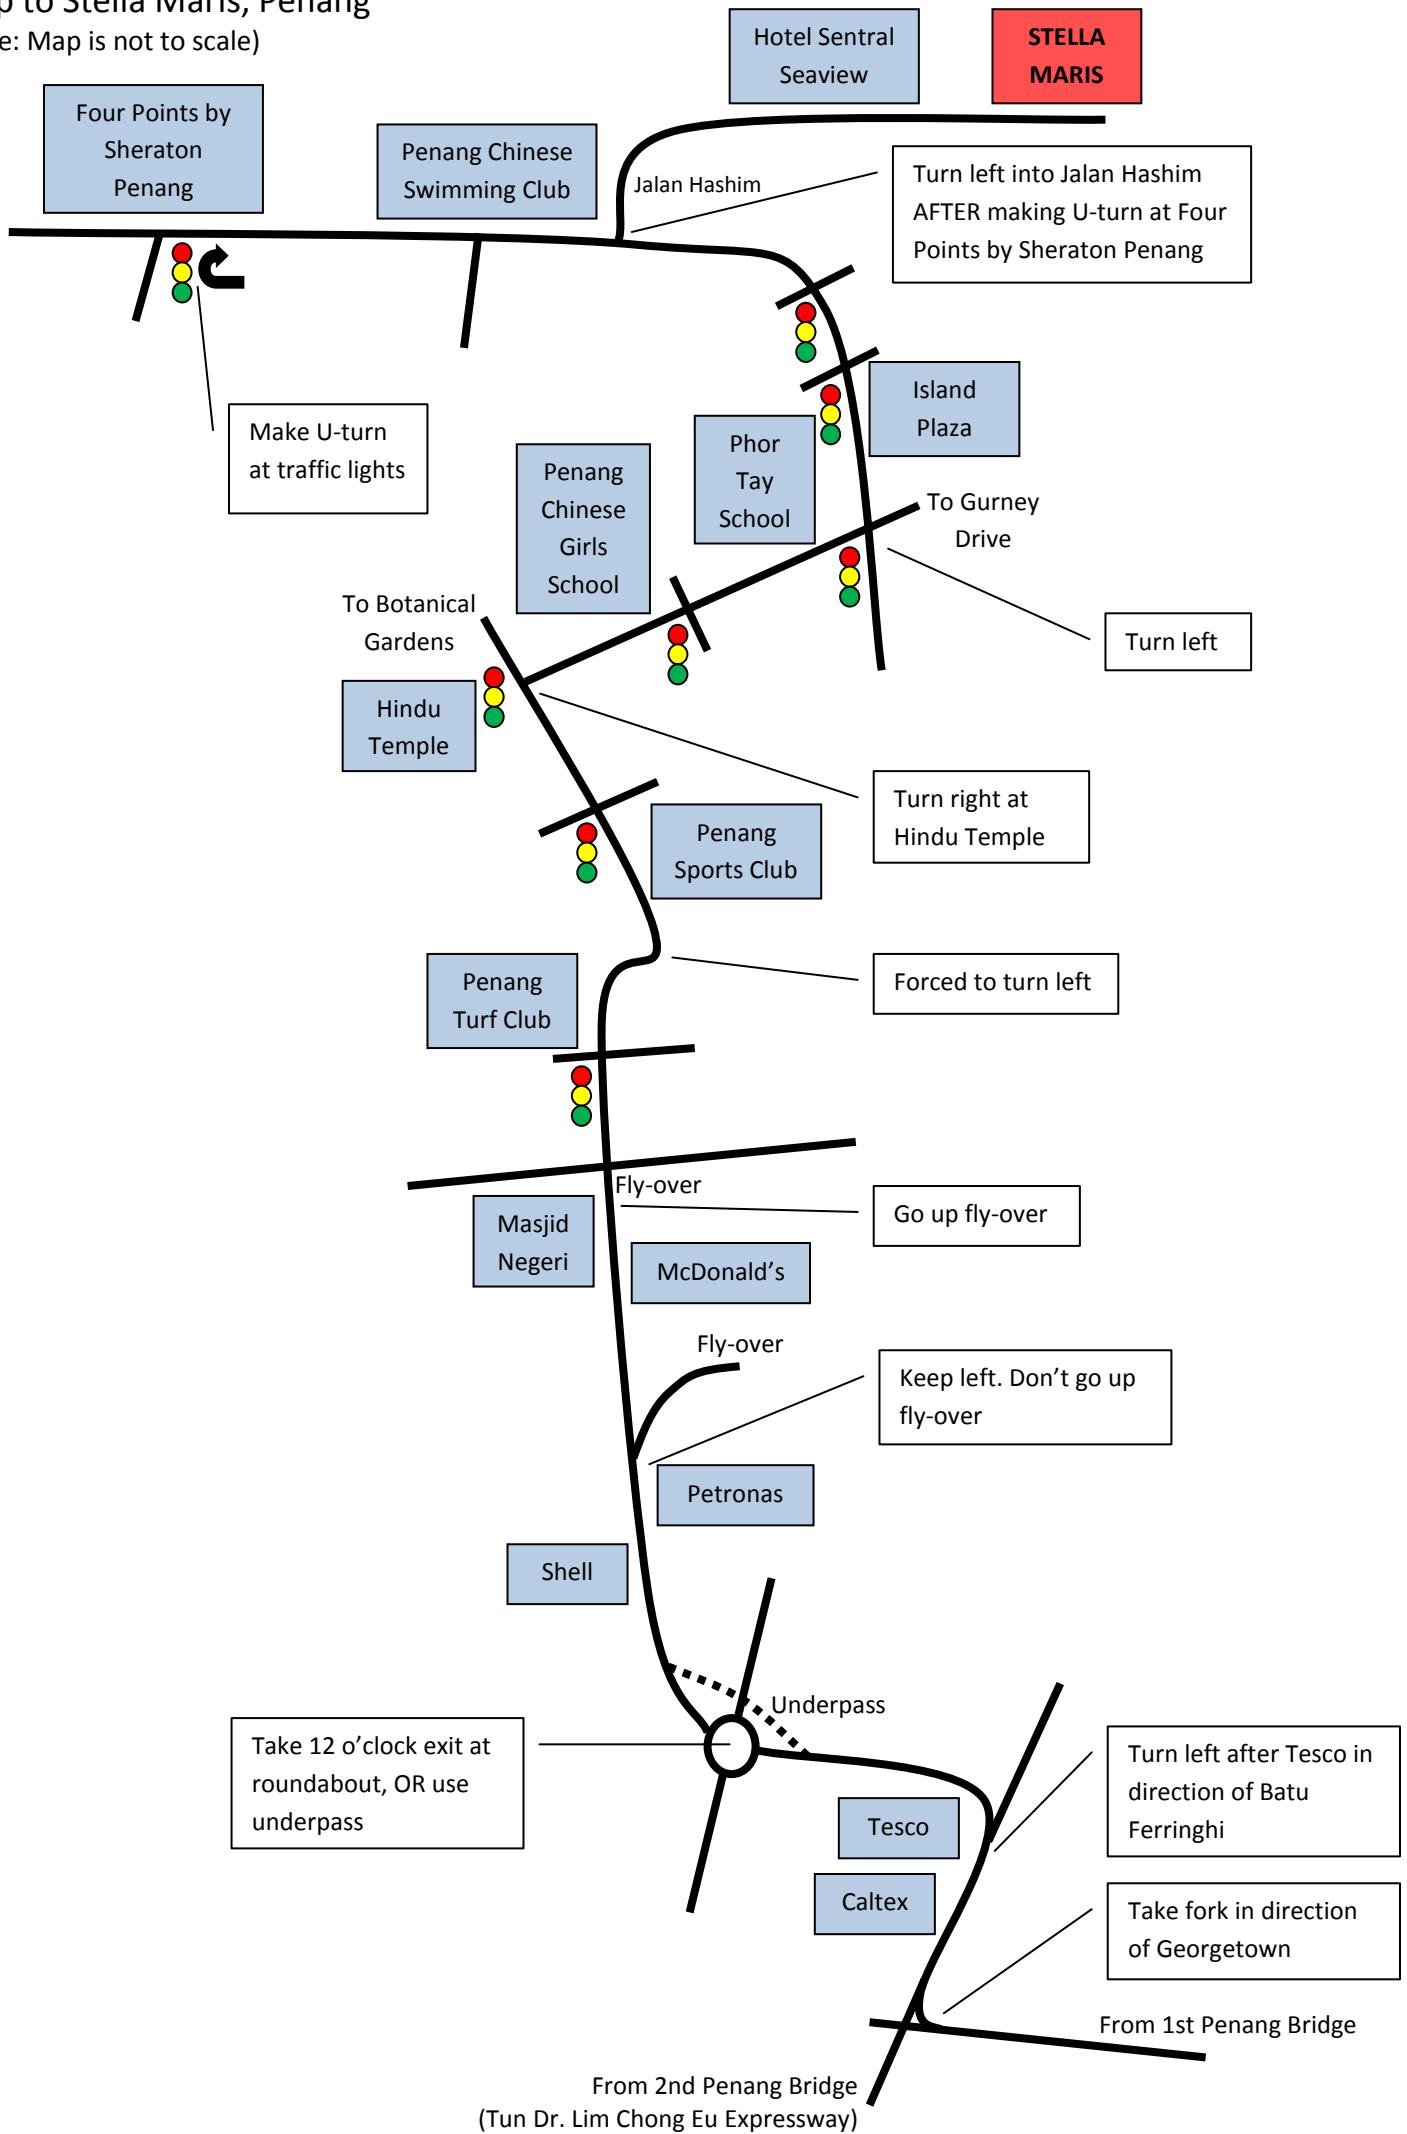 to Stella Maris, Penang
Map is not to scale)
Hotel Sentral
Seaview
STELLA
MARIS
Four Points by
Sheraton
Penang
Penang Chinese
Swimming Club
Jalan Hashim
Turn left into Jalan Hashim
AFTER making U-turn at Four
Points by Sheraton Penang
Make U-turn
at traffic lights
Island
Plaza
Phor
Tay
School
Penang
Chinese
Girls
School
To Gurney
Drive
To Botanical
Gardens
Turn left
Hindu
Temple
Turn right at
Hindu Temple
Penang
Sports Club
Penang
Turf Club
Forced to turn left
Fly-over
Masjid
Negeri
Go up fly-over
McDonald’s
Fly-over
Keep left. Don’t go up
fly-over
Petronas
Shell
Underpass
Take 12 o’clock exit at
roundabout, OR use
underpass
Turn left after Tesco in
direction of Batu
Ferringhi
Tesco
Caltex
Take fork in direction
of Georgetown
From 1st Penang Bridge
From 2nd Penang Bridge
(Tun Dr. Lim Chong Eu Expressway)